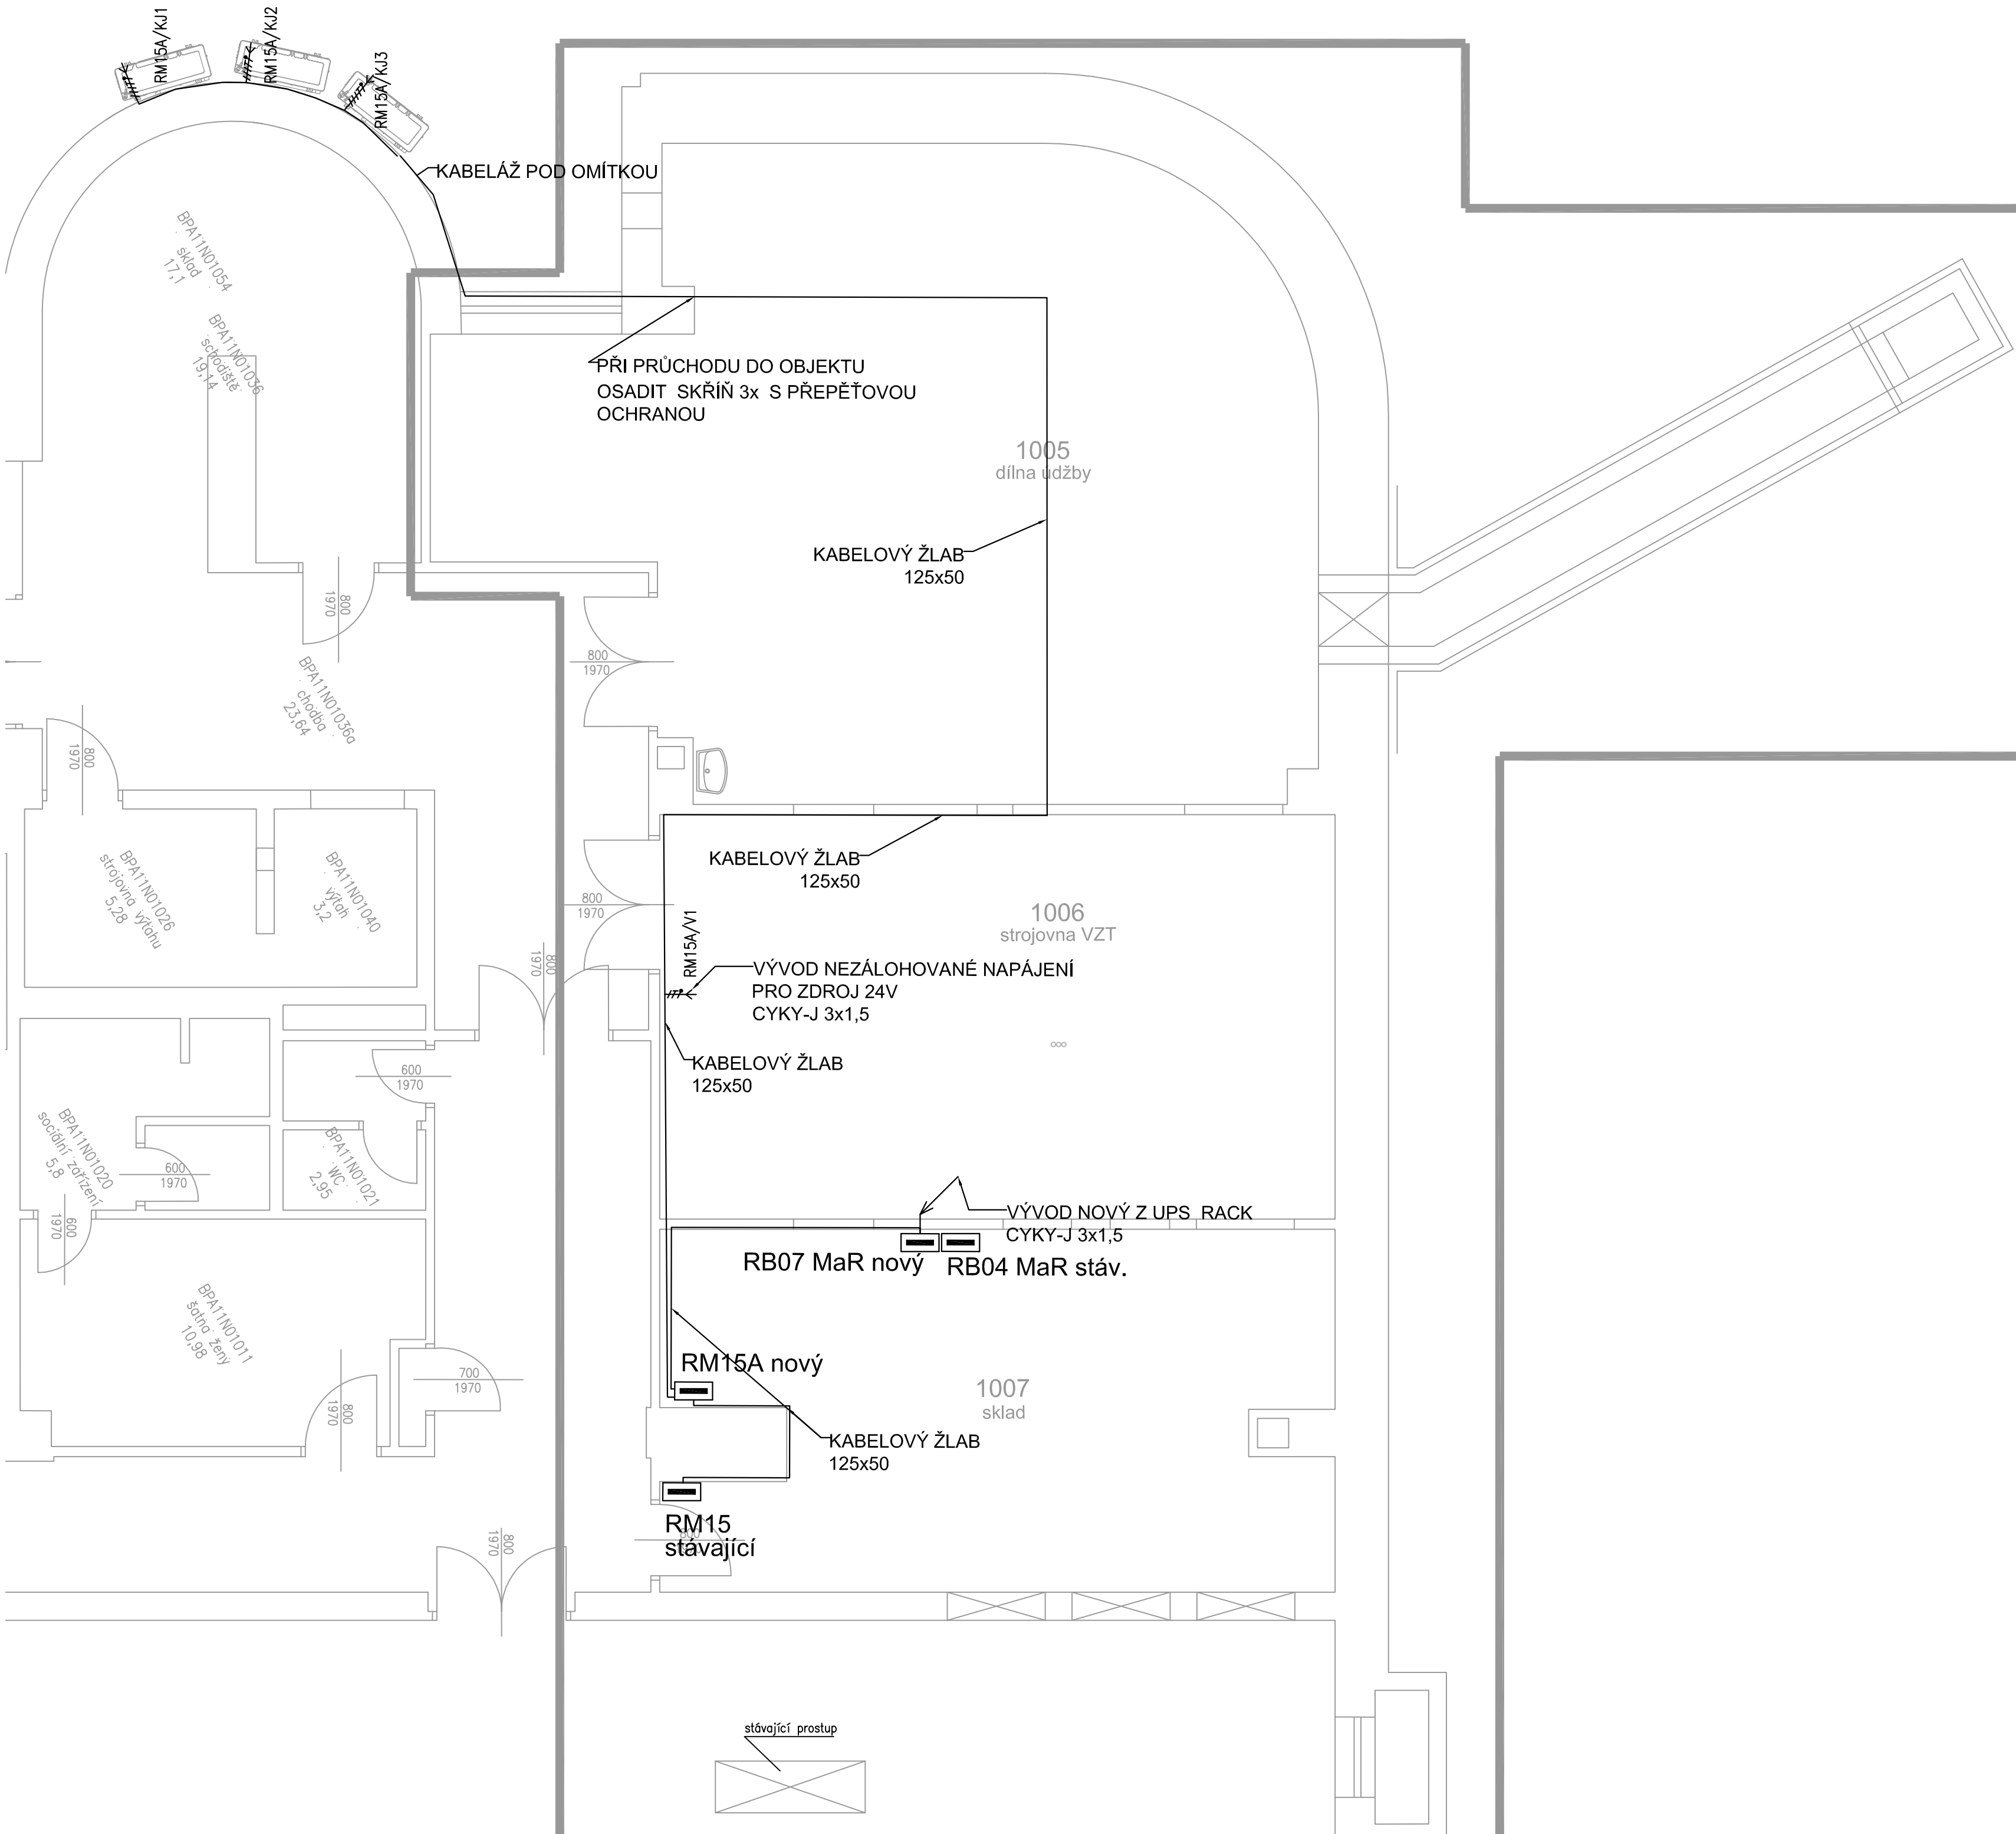 RM15A/KJ1
RM15A/KJ2
RM15A/KJ3
KABELÁŽ POD OMÍTKOU
BPA11N01054
sklad
17,1
BPA11N01036
schodiště
19,14
PŘI PRŮCHODU DO OBJEKTU
OSADIT SKŘÍŇ 3x S PŘEPĚŤOVOU
OCHRANOU
1005
dílna údžby
KABELOVÝ ŽLAB
125x50
800
1970
800
1970
BPA11N01036a
chodba
23,64
800
1970
KABELOVÝ ŽLAB
125x50
BPA11N01026
strojovna výtahu
5,28
BPA11N01040
výtah
3,2
800
1970
1006
strojovna VZT
RM15A/V1
800
1970
VÝVOD NEZÁLOHOVANÉ NAPÁJENÍ
PRO ZDROJ 24V
CYKY-J 3x1,5
KABELOVÝ ŽLAB
125x50
600
1970
BPA11N01020
sociální zařízení
5,8
600
1970
BPA11N01021
WC
2,95
600
1970
VÝVOD NOVÝ Z UPS RACK
CYKY-J 3x1,5
RB07 MaR nový
RB04 MaR stáv.
BPA11N01011
šatna ženy
10,98
RM15A nový
700
1970
800
1970
1007
sklad
KABELOVÝ ŽLAB
125x50
RM15
stávající
800
800
1970
stávající prostup